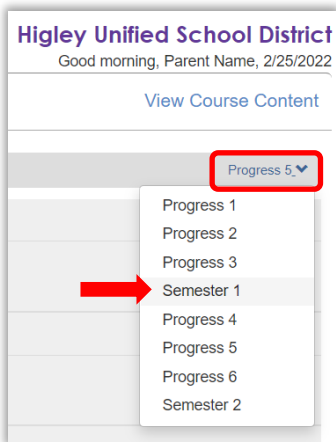 Higley Unified School District
Good morning, Parent Name, 2/25/2022
View Course Content
Progress 5
Progress 1
Progress 2
Progress 3
Semester 1
Progress 4
Progress 5
Progress 6
Semester 2